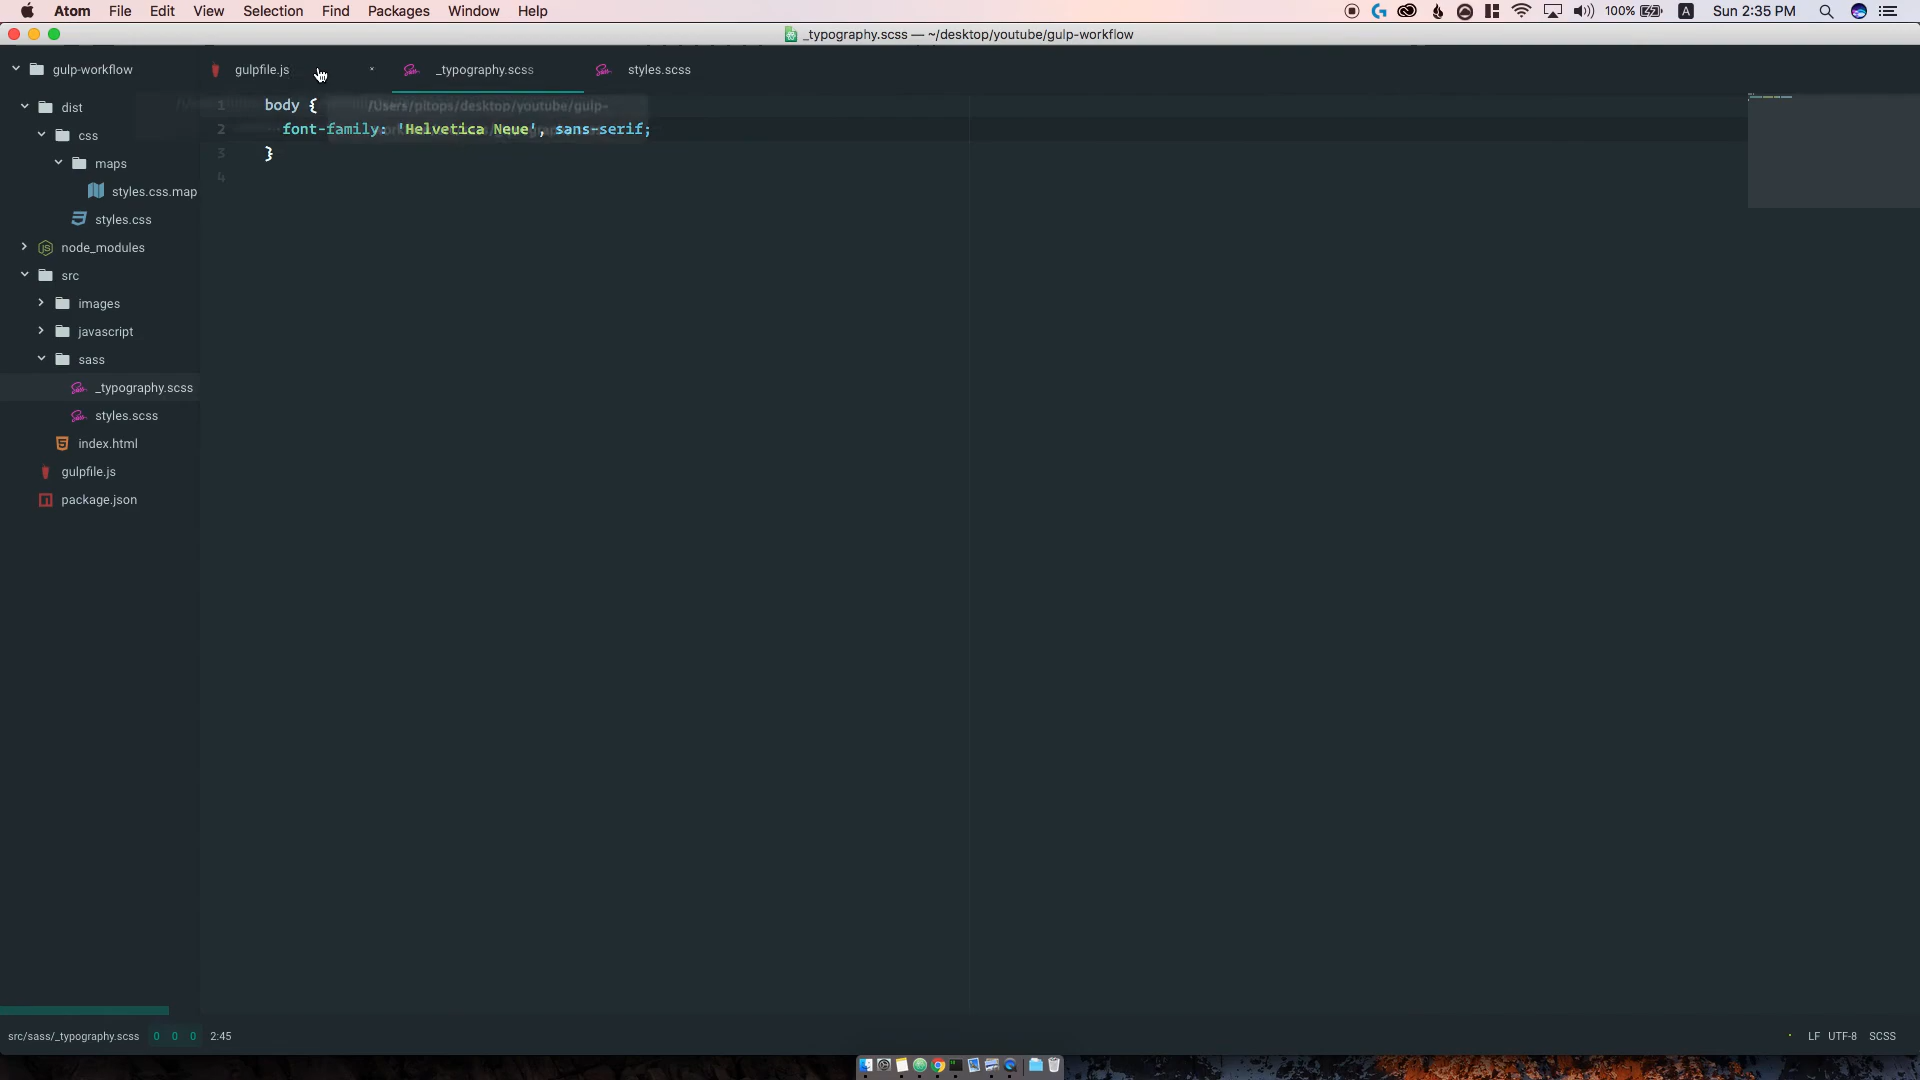 Atom File Edit View Selection Find Packages Window Help 100% A Sun 2:35 PM
_typography.scss — ~/desktop/youtube/gulp-workflow
gulp-workflow
gulpfile.js
_typography.scss
styles.scss
dist
css
maps
styles.css.map
styles.css
node_modules
src
images
javascript
sass
_typography.scss
styles.scss
index.html
gulpfile.js
package.json
1 body {
/Users/pitops/desktop/youtube/gulp-
2 font-family: 'Helvetica Neue', sans-serif;
3 }
4
src/sass/_typography.scss 0 0 0 2:45
LF UTF-8 SCSS